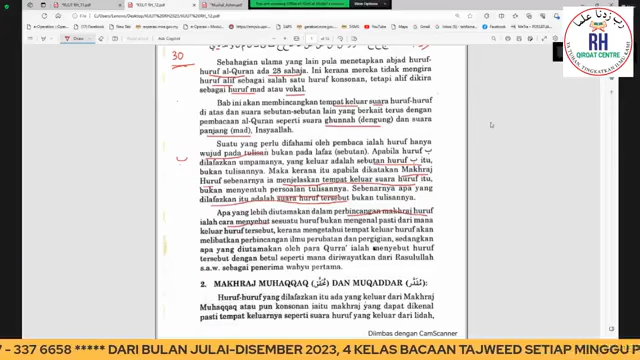 30
Sebahagian ulama yang lain pula menetapkan abjad huruf-
huruf al-Quran ada 28 sahaja. Ini kerana mereka tidak mengira
huruf alif sebagai salah satu huruf konsonan, tetapi alif dikira
sebagai huruf mad atau vokal.
Bab ini akan membincangkan tempat keluar suara huruf-huruf
di atas dan suara sebutan-sebutan lain yang berkait terus dengan
pembacaan al-Quran seperti suara ghunnah (dengung) dan suara
panjang (mad), Insyaallah.
Suatu yang perlu difahami oleh pembaca ialah huruf hanya
wujud pada tulisan bukan pada lafaz (sebutan). Apabila huruf ب
dilafazkan umpamanya, yang keluar adalah sebutan huruf ب itu,
bukan tulisannya. Maka kerana itu apabila dikatakan Makhraj
Huruf sebenarnya ia menjelaskan tempat keluar suara huruf itu,
bukan menyentuh persoalan tulisannya. Sebenarnya apa yang
dilafazkan itu adalah suara huruf tersebut bukan tulisannya.
Apa yang lebih diutamakan dalam perbincangan makhraj huruf
ialah cara menyebut sesuatu huruf bukan mengenal pasti dari mana
keluar huruf tersebut, kerana mengetahui tempat keluar huruf akan
melibatkan perbincangan ilmu perubatan dan pergigian, sedangkan
apa yang diutamakan oleh para Qurra' ialah menyebut huruf
tersebut dengan betul seperti mana diriwayatkan dari Rasulullah
s.a.w. sebagai penerima wahyu pertama.
2. MAKHRAJ MUHAQQAQ (مُحَقَّق) DAN MUQADDAR (مُقَدَّر):
Huruf-huruf yang dilafazkan itu ada yang keluar dari Makhraj
Muhaqqaq atau pun konsonan iaitu makhraj yang dapat dikenal
pasti tempat keluarnya seperti suara huruf yang keluar dari lidah,
Diimbas dengan CamScanner
RH
QIROAT CENTRE
7 - 337 6658 ***** DARI BULAN JULAI-DISEMBER 2023, 4 KELAS BACAAN TAJWEED SETIAP MINGGU P